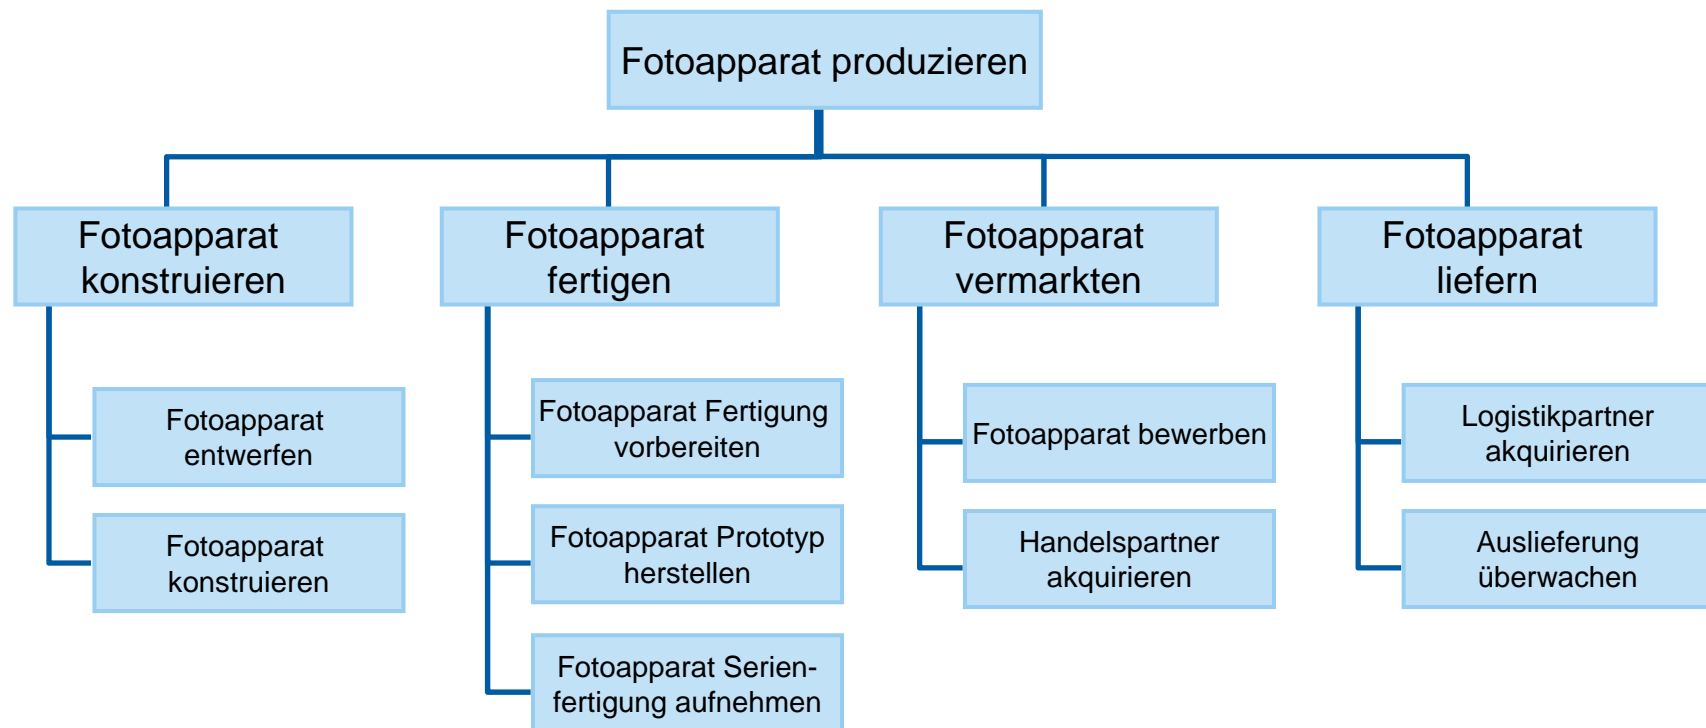 Fotoapparat produzieren
Fotoapparat
konstruieren
Fotoapparat
fertigen
Fotoapparat
vermarkten
Fotoapparat
liefern
Fotoapparat
entwerfen
Fotoapparat
konstruieren
Fotoapparat Fertigung
vorbereiten
Fotoapparat Prototyp
herstellen
Fotoapparat Serien-
fertigung aufnehmen
Fotoapparat bewerben
Handelspartner
akquirieren
Logistikpartner
akquirieren
Auslieferung
überwachen